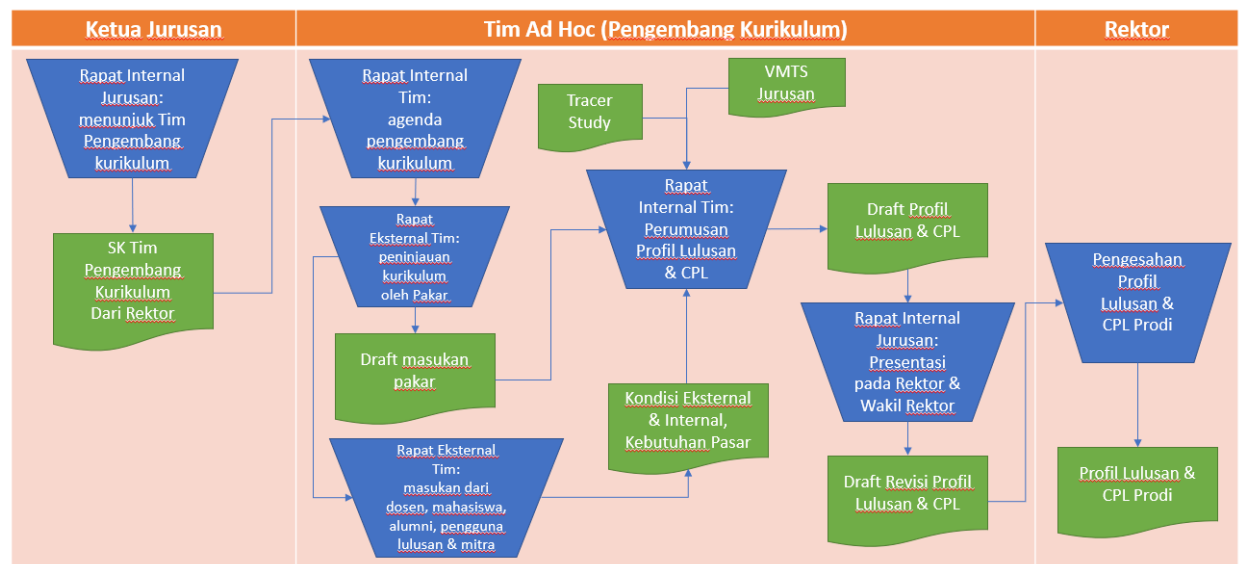 Ketua Jurusan
Tim Ad Hoc (Pengembang Kurikulum)
Rektor
Rapat Internal
Jurusan:
menunjuk Tim
Pengembang
kurikulum
SK Tim
Pengembang
Kurikulum
Dari Rektor
Rapat Internal
Tim:
agenda
pengembang
kurikulum
Rapat
Eksternal Tim:
peninjauan
kurikulum
oleh Pakar
Draft masukan
pakar
Rapat Eksternal
Tim:
masukan dari
dosen, mahasiswa,
alumni, pengguna
lulusan & mitra
Tracer
Study
VMTS
Jurusan
Rapat
Internal Tim:
Perumusan
Profil Lulusan
& CPL
Kondisi Eksternal
& Internal,
Kebutuhan Pasar
Draft Profil
Lulusan & CPL
Rapat Internal
Jurusan:
Presentasi
pada Rektor &
Wakil Rektor
Draft Revisi Profil
Lulusan & CPL
Pengesahan
Profil
Lulusan &
CPL Prodi
Profil Lulusan &
CPL Prodi